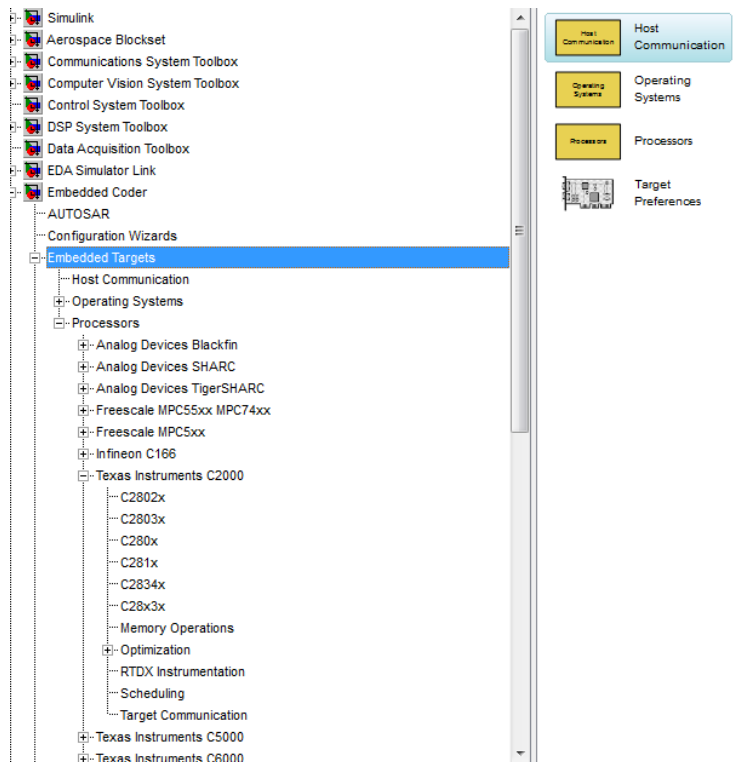 Simulink
Aerospace Blockset
Communications System Toolbox
Computer Vision System Toolbox
Control System Toolbox
DSP System Toolbox
Data Acquisition Toolbox
EDA Simulator Link
Embedded Coder
AUTOSAR
Configuration Wizards
Embedded Targets
Host Communication
Operating Systems
Processors
Analog Devices Blackfin
Analog Devices SHARC
Analog Devices TigerSHARC
Freescale MPC55xx MPC74xx
Freescale MPC5xx
Infineon C166
Texas Instruments C2000
C2802x
C2803x
C280x
C281x
C2834x
C28x3x
Memory Operations
Optimization
RTDX Instrumentation
Scheduling
Target Communication
Texas Instruments C5000
Texas Instruments C6000
Host
Communication
Host
Communication
Operating
Systems
Operating
Systems
Processors
Processors
Target
Preferences